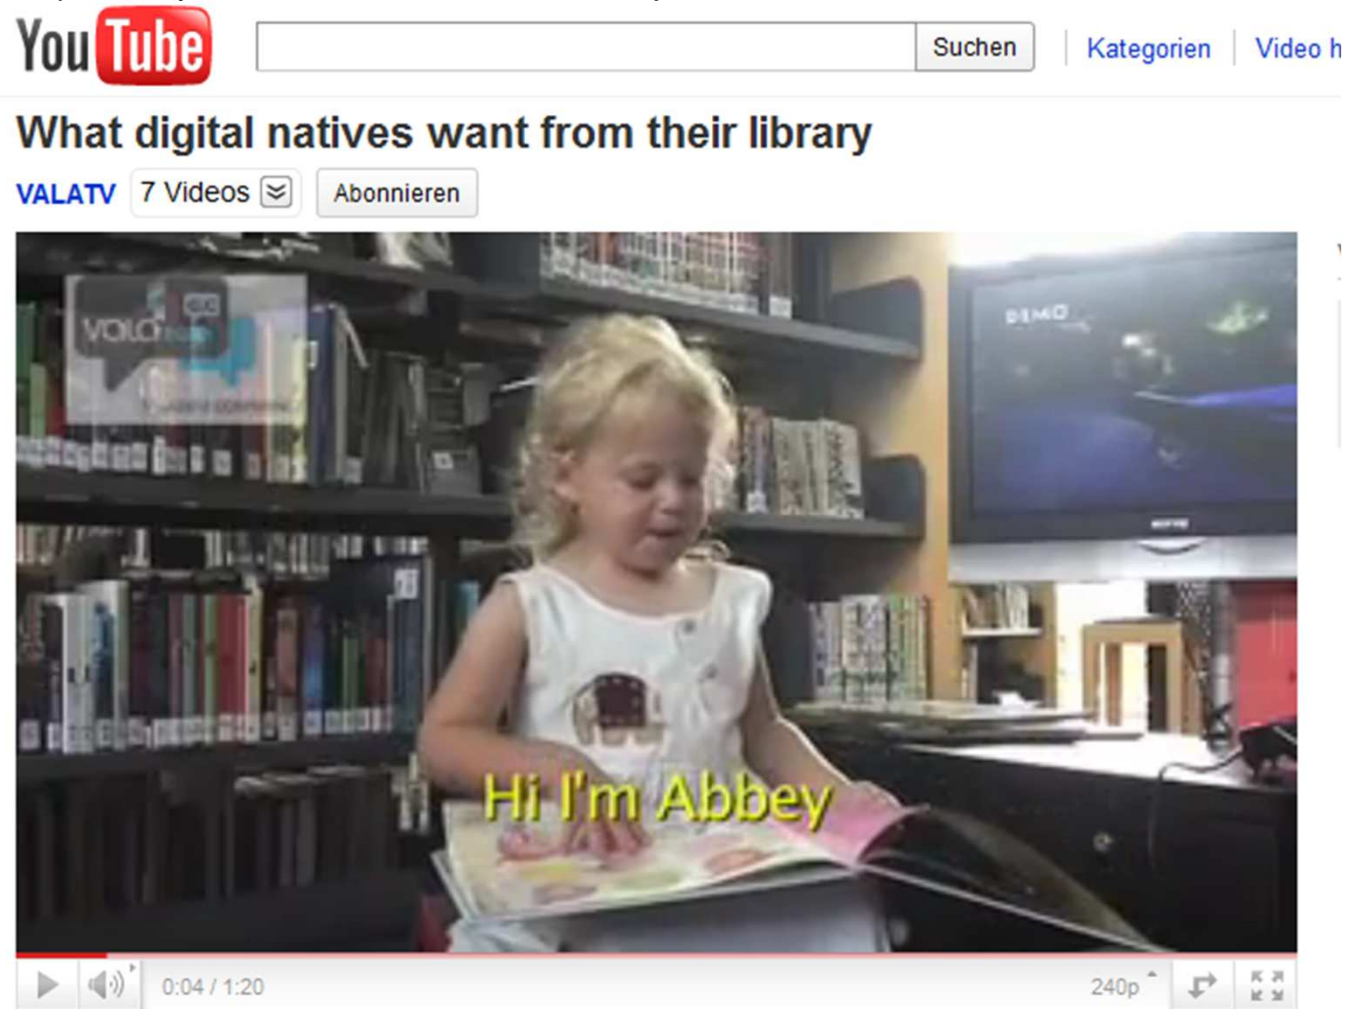 YouTube Suchen Kategorien Video h
What digital natives want from their library
VALATV 7 Videos Abonnieren
DEMO
Hi I'm Abbey
0:04 / 1:20 240p